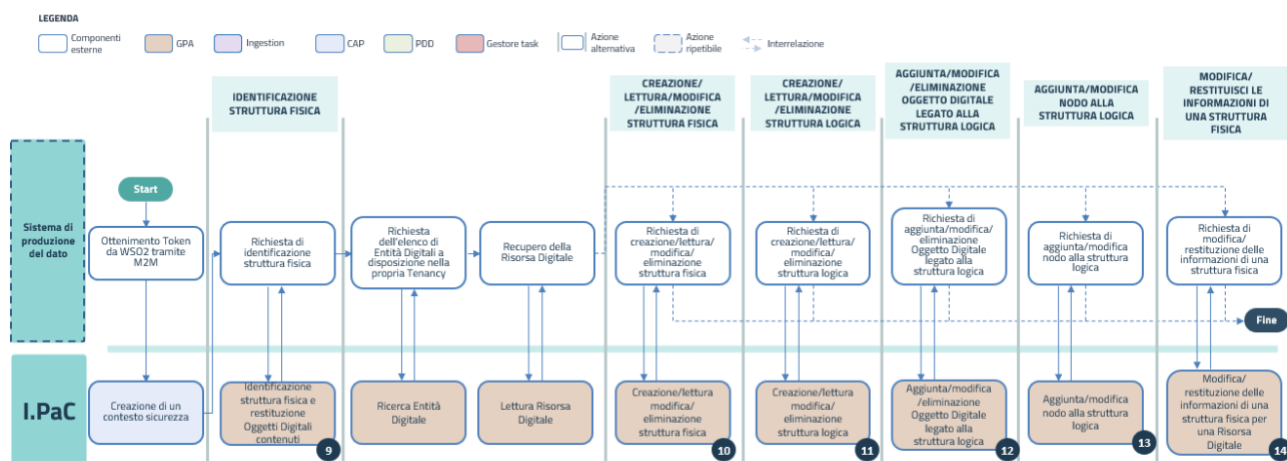 LEGENDA
Componenti
esterne
GPA
Ingestion
CAP
PDD
Gestore task
Azione
alternativa
Azione
ripetibile
Interrelazione
IDENTIFICAZIONE
STRUTTURA FISICA
CREAZIONE/
LETTURA/MODIFICA
/ELIMINAZIONE
STRUTTURA FISICA
CREAZIONE/
LETTURA/MODIFICA
/ELIMINAZIONE
STRUTTURA LOGICA
AGGIUNTA/MODIFICA
/ELIMINAZIONE
OGGETTO DIGITALE
LEGATO ALLA
STRUTTURA LOGICA
AGGIUNTA/MODIFICA
NODO ALLA
STRUTTURA LOGICA
MODIFICA/
RESTITUISCI LE
INFORMAZIONI DI
UNA STRUTTURA
FISICA
Sistema di
produzione
del dato
Start
Ottenimento Token
da WSO2 tramite
M2M
Richiesta di
identificazione
struttura fisica
Richiesta
dell'elenco di
Entità Digitali a
disposizione nella
propria Tenancy
Recupero della
Risorsa Digitale
Richiesta di
creazione/lettura/
modifica/
eliminazione
struttura fisica
Richiesta di
creazione/lettura/
modifica/
eliminazione
struttura logica
Richiesta di
aggiunta/modifica/
eliminazione
Oggetto Digitale
legato alla
struttura logica
Richiesta di
aggiunta/modifica
nodo alla
struttura logica
Richiesta di
modifica/
restituzione delle
informazioni di una
struttura fisica
Fine
I.PaC
Creazione di un
contesto sicurezza
Identificazione
struttura fisica e
restituzione
Oggetti Digitali
contenuti
9
Ricerca Entità
Digitale
Lettura Risorsa
Digitale
Creazione/lettura
modifica/
eliminazione
struttura fisica
10
Creazione/lettura
modifica/
eliminazione
struttura logica
11
Aggiunta/modifica
/eliminazione
Oggetto Digitale
legato alla
struttura logica
12
Aggiunta/modifica
nodo alla struttura
logica
13
Modifica/
restituzione delle
informazioni di una
struttura fisica per
una Risorsa
Digitale
14